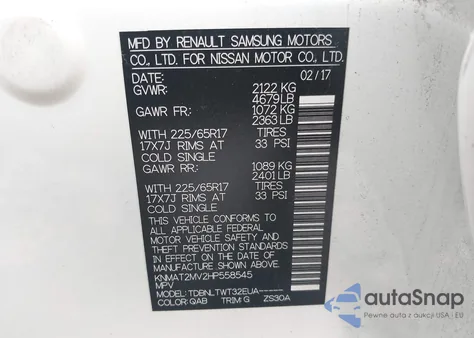 MFD BY RENAULT SAMSUNG MOTORS
CO., LTD. FOR NISSAN MOTOR CO., LTD.
DATE: 02/17
GVWR: 2122 KG
4679 LB
GAWR FR: 1072 KG
2363 LB
WITH 225/65R17 TIRES
17X7J RIMS AT 33 PSI
COLD SINGLE
GAWR RR: 1089 KG
2401 LB
WITH 225/65R17 TIRES
17X7J RIMS AT 33 PSI
COLD SINGLE
THIS VEHICLE CONFORMS TO
ALL APPLICABLE FEDERAL
MOTOR VEHICLE SAFETY, AND
THEFT PREVENTION STANDARDS
IN EFFECT ON THE DATE OF
MANUFACTURE SHOWN ABOVE.
KNMAT2MV2HP558545
MPV
MODEL: TDBNLTWT32EUA-----
COLOR: QAB TRIM: G ZS30A
autoSnap
Pewne auto z USA i EU